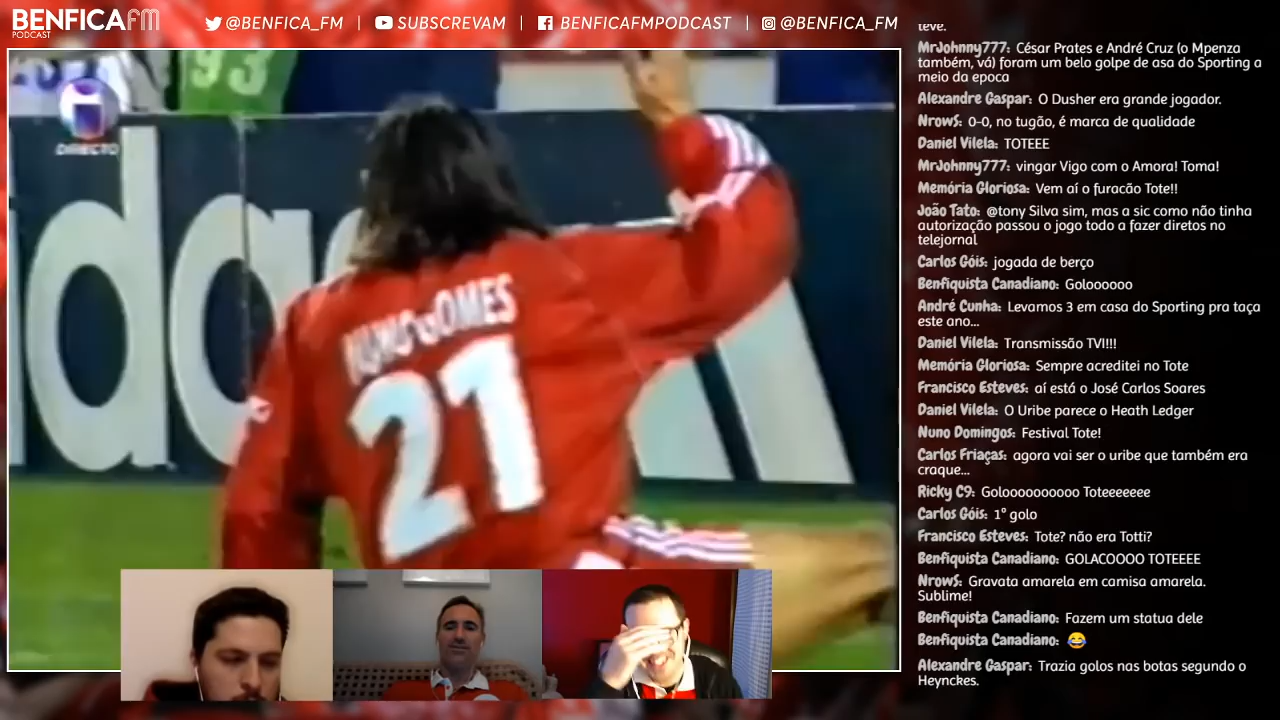 BENFICAFM
PODCAST
@BENFICA_FM | SUBSCREVAM | BENFICAFMPODCAST | @BENFICA_FM
93
DIRECTO
adidas
NUNO GOMES
21
teve.
MrJohnny777: César Prates e André Cruz (o Mpenza
também, vá) foram um belo golpe de asa do Sporting a
meio da epoca
Alexandre Gaspar: O Dusher era grande jogador.
NrowS: 0-0, no tugão, é marca de qualidade
Daniel Vilela: TOTEEE
MrJohnny777: vingar Vigo com o Amora! Toma!
Memória Gloriosa: Vem aí o furacão Tote!!
João Tato: @tony Silva sim, mas a sic como não tinha
autorização passou o jogo todo a fazer diretos no
telejornal
Carlos Góis: jogada de berço
Benfiquista Canadiano: Goloooooo
André Cunha: Levamos 3 em casa do Sporting pra taça
este ano...
Daniel Vilela: Transmissão TVI!!!
Memória Gloriosa: Sempre acreditei no Tote
Francisco Esteves: aí está o José Carlos Soares
Daniel Vilela: O Uribe parece o Heath Ledger
Nuno Domingos: Festival Tote!
Carlos Friaças: agora vai ser o uribe que também era
craque...
Ricky C9: Goloooooooooo Toteeeeeee
Carlos Góis: 1º golo
Francisco Esteves: Tote? não era Totti?
Benfiquista Canadiano: GOLACOOOO TOTEEEE
NrowS: Gravata amarela em camisa amarela.
Sublime!
Benfiquista Canadiano: Fazem um statua dele
Benfiquista Canadiano: 😂
Alexandre Gaspar: Trazia golos nas botas segundo o
Heynckes.